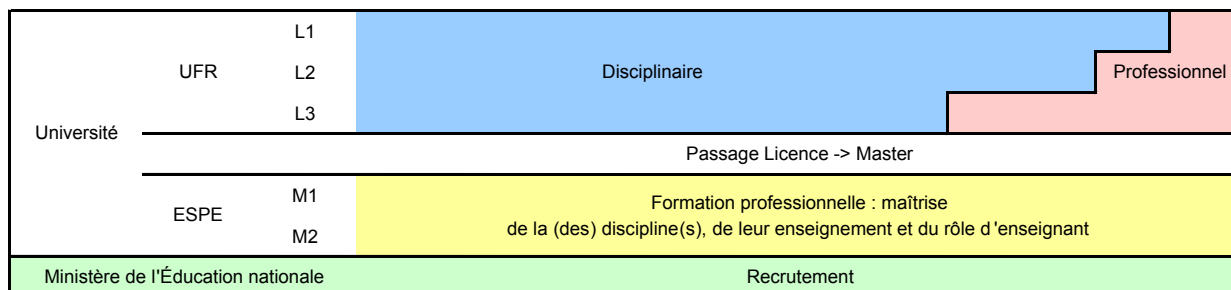 L1
UFR L2 Disciplinaire Professionnel
L3
Université
Passage Licence -> Master
M1 Formation professionnelle : maîtrise
ESPE
M2 de la (des) discipline(s), de leur enseignement et du rôle d'enseignant
Ministère de l'Éducation nationale Recrutement